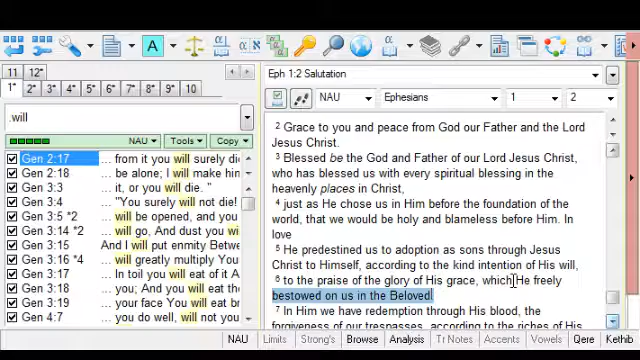 Eph 1:2 Salutation
11 12*
1* 2* 3* 4* 5* 6* 7* 8* 9* 10
NAU Ephesians 1 2
.will
NAU Tools Copy
Gen 2:17 ... from it you will surely di
Gen 2:18 ... be alone; I will make him
Gen 3:3 ... it, or you will die. "
Gen 3:4 ... "You surely will not die!
Gen 3:5 *2 ... will be opened, and you
Gen 3:14 *2 ... will go, And dust you wi
Gen 3:15 And I will put enmity Betwe
Gen 3:16 *4 ... will greatly multiply You
Gen 3:17 ... In toil you will eat of it A
Gen 3:18 ... you; And you will eat the
Gen 3:19 ... your face You will eat br
Gen 4:7 ... you do well, will not you
2 Grace to you and peace from God our Father and the Lord
Jesus Christ.
3 Blessed be the God and Father of our Lord Jesus Christ,
who has blessed us with every spiritual blessing in the
heavenly places in Christ,
4 just as He chose us in Him before the foundation of the
world, that we would be holy and blameless before Him. In
love
5 He predestined us to adoption as sons through Jesus
Christ to Himself, according to the kind intention of His will,
6 to the praise of the glory of His grace, which He freely
bestowed on us in the Beloved.
7 In Him we have redemption through His blood, the
forgiveness of our trespasses, according to the riches of His
NAU Limits Strong's Browse Analysis Tr Notes Accents Vowels Qere Kethib